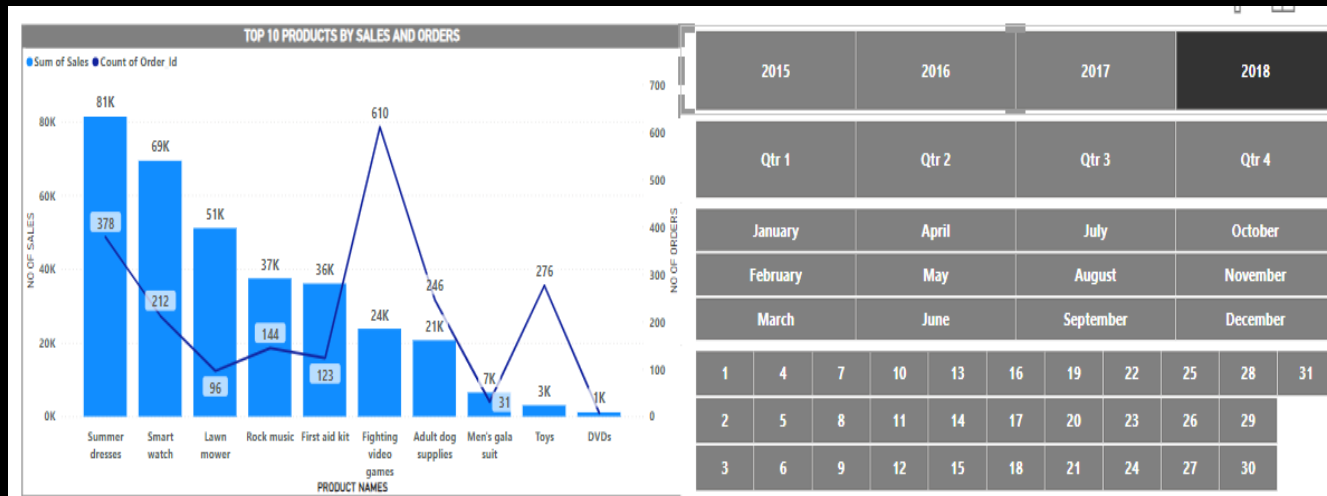 TOP 10 PRODUCTS BY SALES AND ORDERS
Sum of Sales Count of Order Id
81K
69K
51K
37K
36K
24K
21K
7K
3K
1K
378
212
96
144
123
610
246
31
276
80K
60K
40K
20K
0K
NO OF SALES
700
600
500
400
300
200
100
0
NO OF ORDERS
Summer dresses
Smart watch
Lawn mower
Rock music
First aid kit
Fighting video games
Adult dog supplies
Men's gala suit
Toys
DVDs
PRODUCT NAMES
2015 2016 2017 2018
Qtr 1 Qtr 2 Qtr 3 Qtr 4
January April July October
February May August November
March June September December
1 4 7 10 13 16 19 22 25 28 31
2 5 8 11 14 17 20 23 26 29
3 6 9 12 15 18 21 24 27 30